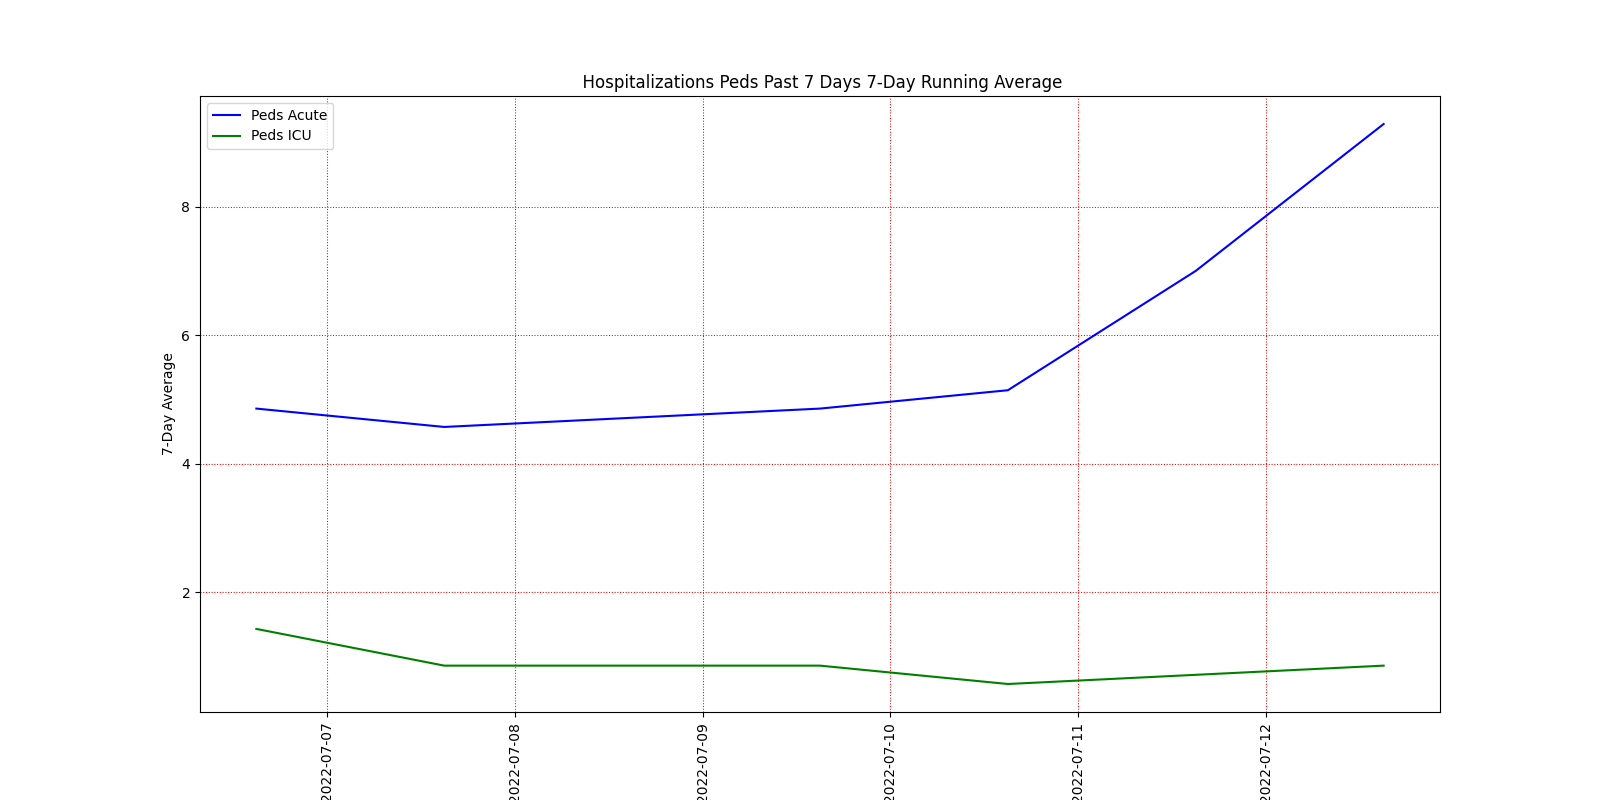 Hospitalizations Peds Past 7 Days 7-Day Running Average
Peds Acute
Peds ICU
7-Day Average
8
6
4
2
2022-07-07
2022-07-08
2022-07-09
2022-07-10
2022-07-11
2022-07-12